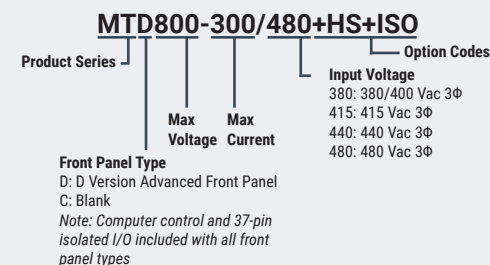 MTD800-300/480+HS+ISO
Product Series
Option Codes
Max
Voltage
Max
Current
Input Voltage
380: 380/400 Vac 3Φ
415: 415 Vac 3Φ
440: 440 Vac 3Φ
480: 480 Vac 3Φ
Front Panel Type
D: D Version Advanced Front Panel
C: Blank
Note: Computer control and 37-pin
isolated I/O included with all front
panel types